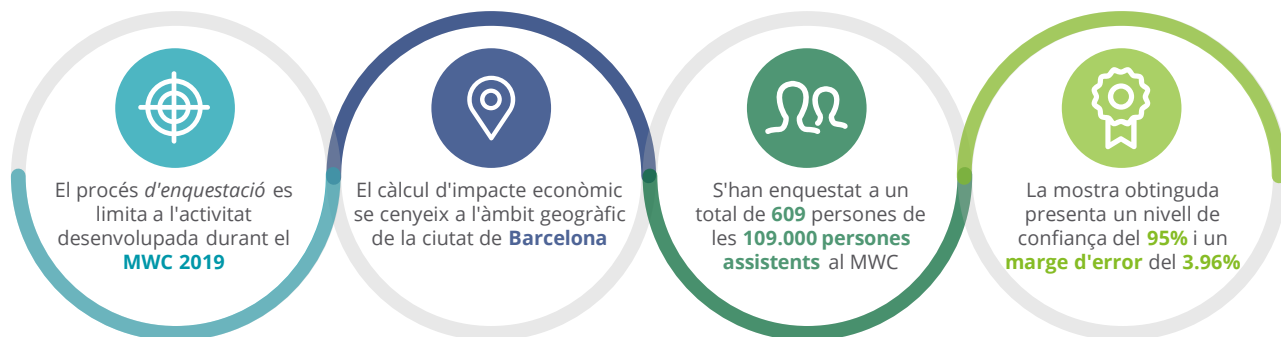 El procés d'enquestació es
limita a l'activitat
desenvolupada durant el
MWC 2019
El càlcul d'impacte econòmic
se cenyeix a l'àmbit geogràfic
de la ciutat de Barcelona
S'han enquestat a un
total de 609 persones de
les 109.000 persones
assistents al MWC
La mostra obtinguda
presenta un nivell de
confiança del 95% i un
marge d'error del 3.96%